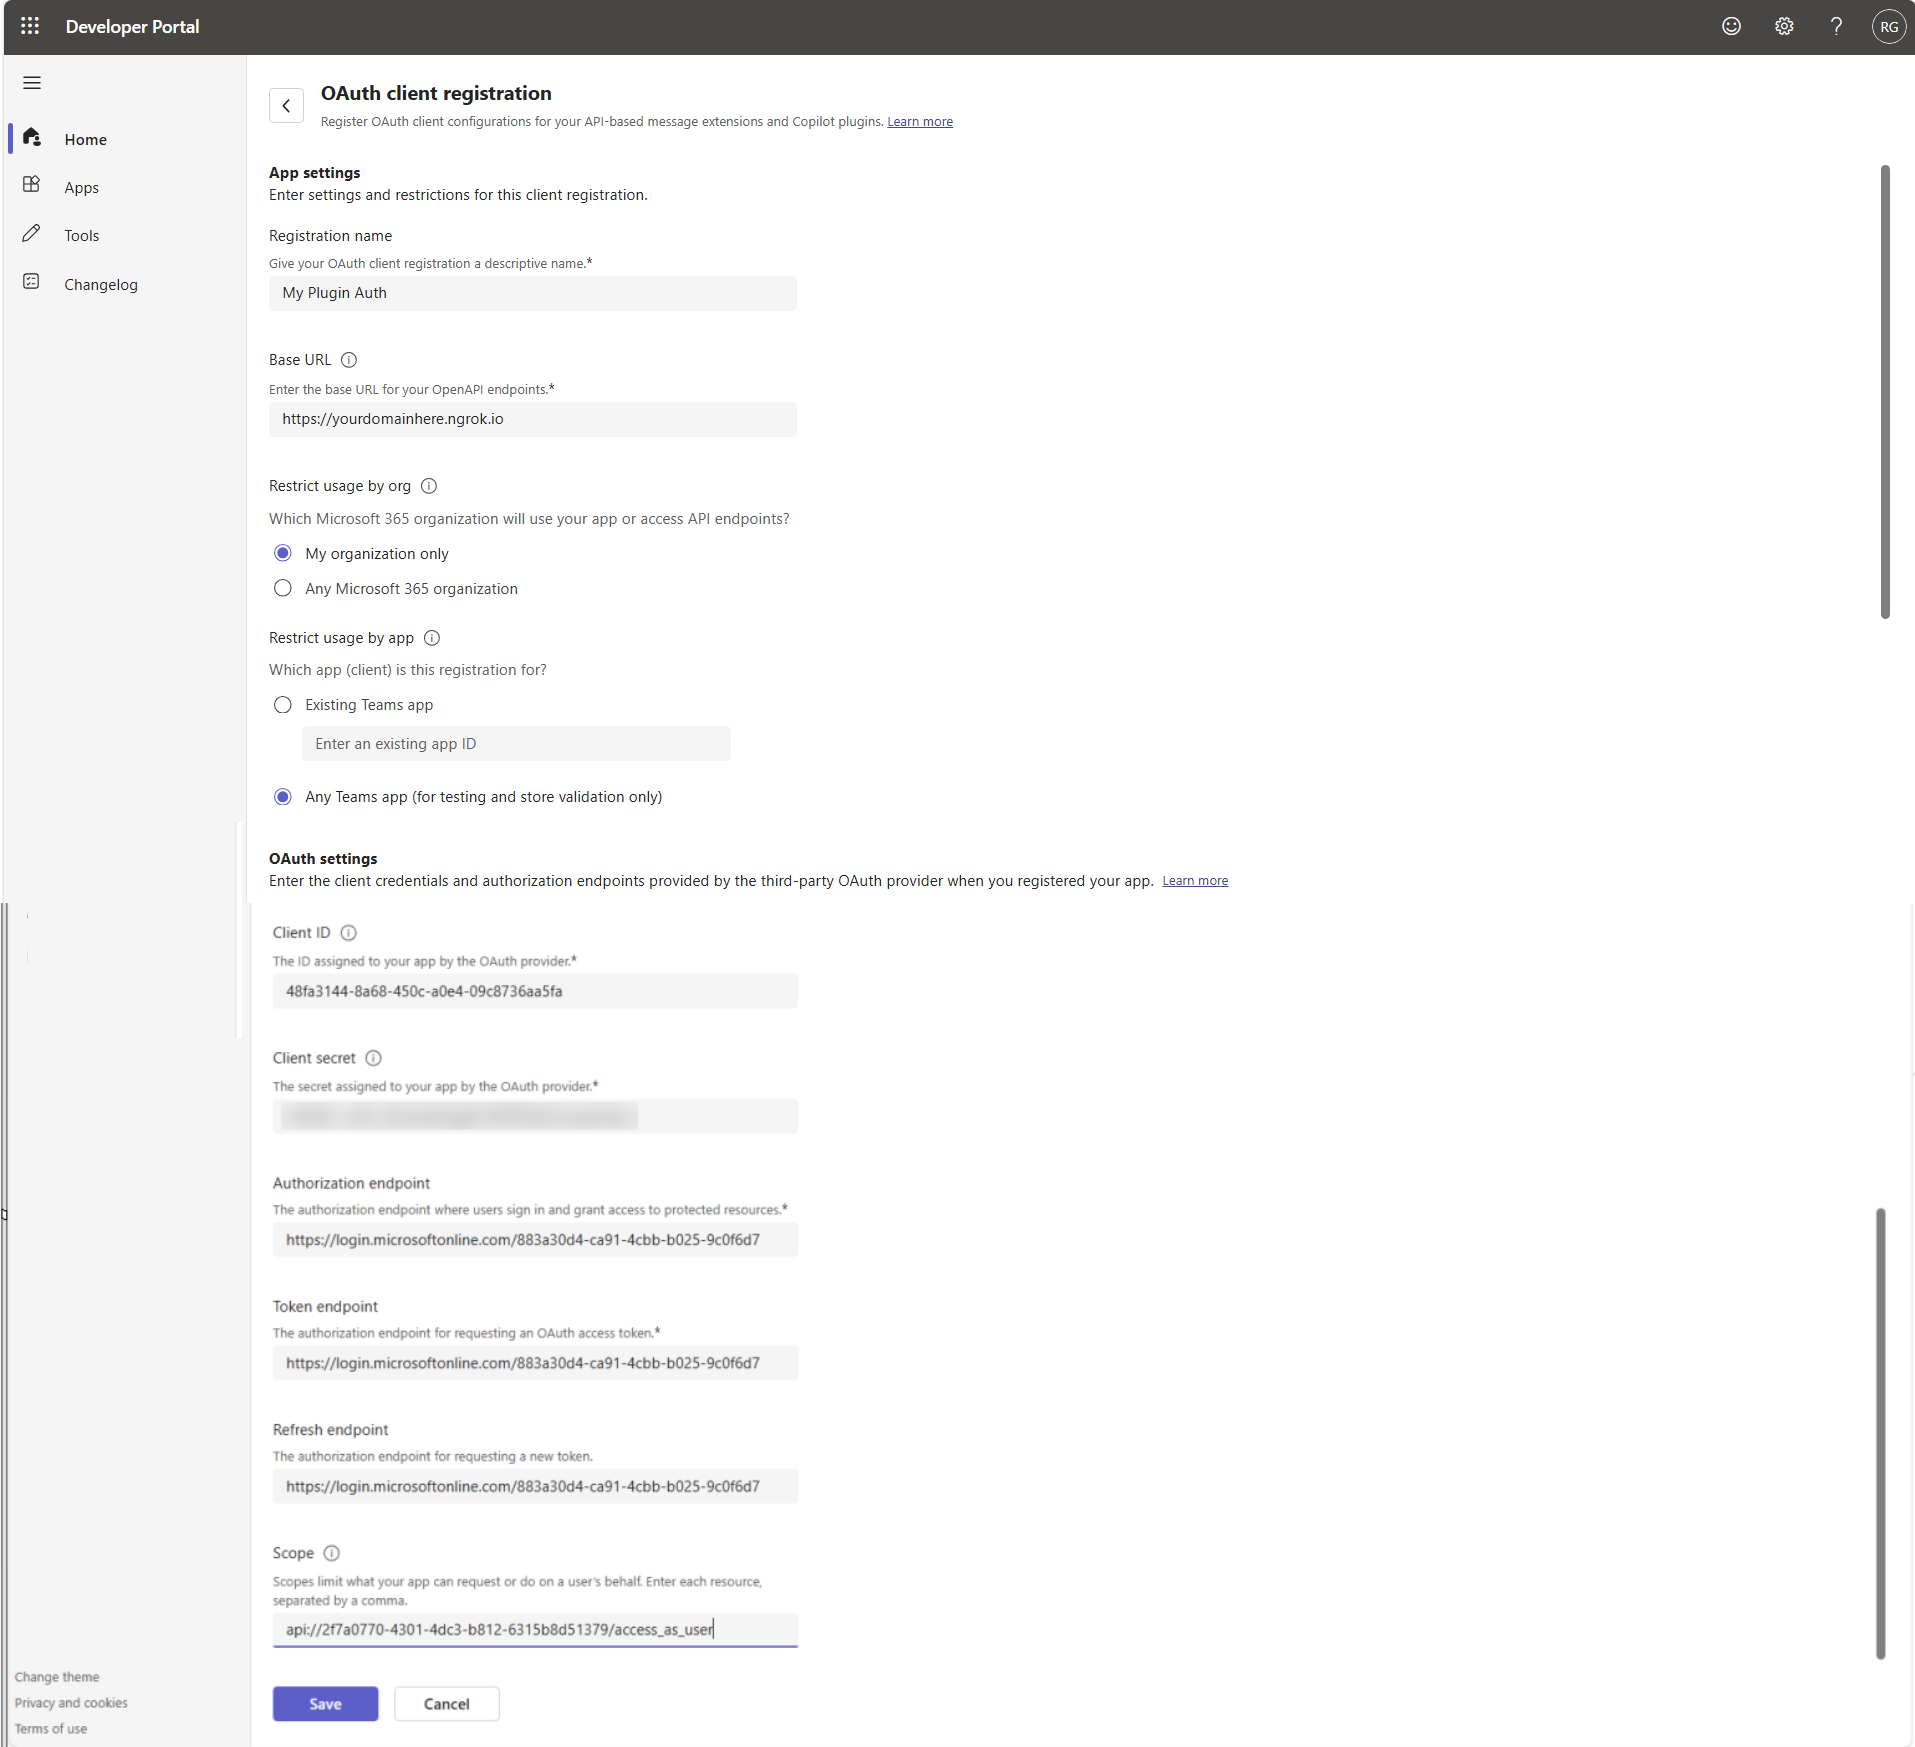 Developer Portal
RG
Home
Apps
Tools
Changelog
OAuth client registration
Register OAuth client configurations for your API-based message extensions and Copilot plugins. Learn more
App settings
Enter settings and restrictions for this client registration.
Registration name
Give your OAuth client registration a descriptive name.*
My Plugin Auth
Base URL
Enter the base URL for your OpenAPI endpoints.*
https://yourdomainhere.ngrok.io
Restrict usage by org
Which Microsoft 365 organization will use your app or access API endpoints?
My organization only
Any Microsoft 365 organization
Restrict usage by app
Which app (client) is this registration for?
Existing Teams app
Enter an existing app ID
Any Teams app (for testing and store validation only)
OAuth settings
Enter the client credentials and authorization endpoints provided by the third-party OAuth provider when you registered your app. Learn more
Client ID
The ID assigned to your app by the OAuth provider.*
48fa3144-8a68-450c-a0e4-09c8736aa5fa
Client secret
The secret assigned to your app by the OAuth provider.*
Authorization endpoint
The authorization endpoint where users sign in and grant access to protected resources.*
https://login.microsoftonline.com/883a30d4-ca91-4cbb-b025-9c0f6d7
Token endpoint
The authorization endpoint for requesting an OAuth access token.*
https://login.microsoftonline.com/883a30d4-ca91-4cbb-b025-9c0f6d7
Refresh endpoint
The authorization endpoint for requesting a new token.
https://login.microsoftonline.com/883a30d4-ca91-4cbb-b025-9c0f6d7
Scope
Scopes limit what your app can request or do on a user's behalf. Enter each resource,
separated by a comma.
api://2f7a0770-4301-4dc3-b812-6315b8d51379/access_as_user
Save
Cancel
Change theme
Privacy and cookies
Terms of use